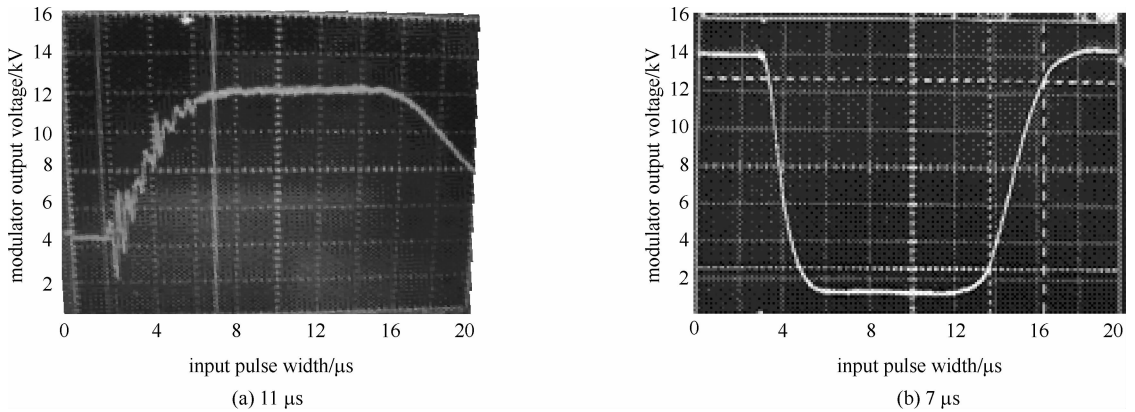 16
14
12
10
8
6
4
2
modulator output voltage/kV
0 4 8 12 16 20
input pulse width/μs
(a) 11 μs
16
14
12
10
8
6
4
2
modulator output voltage/kV
0 4 8 12 16 20
input pulse width/μs
(b) 7 μs